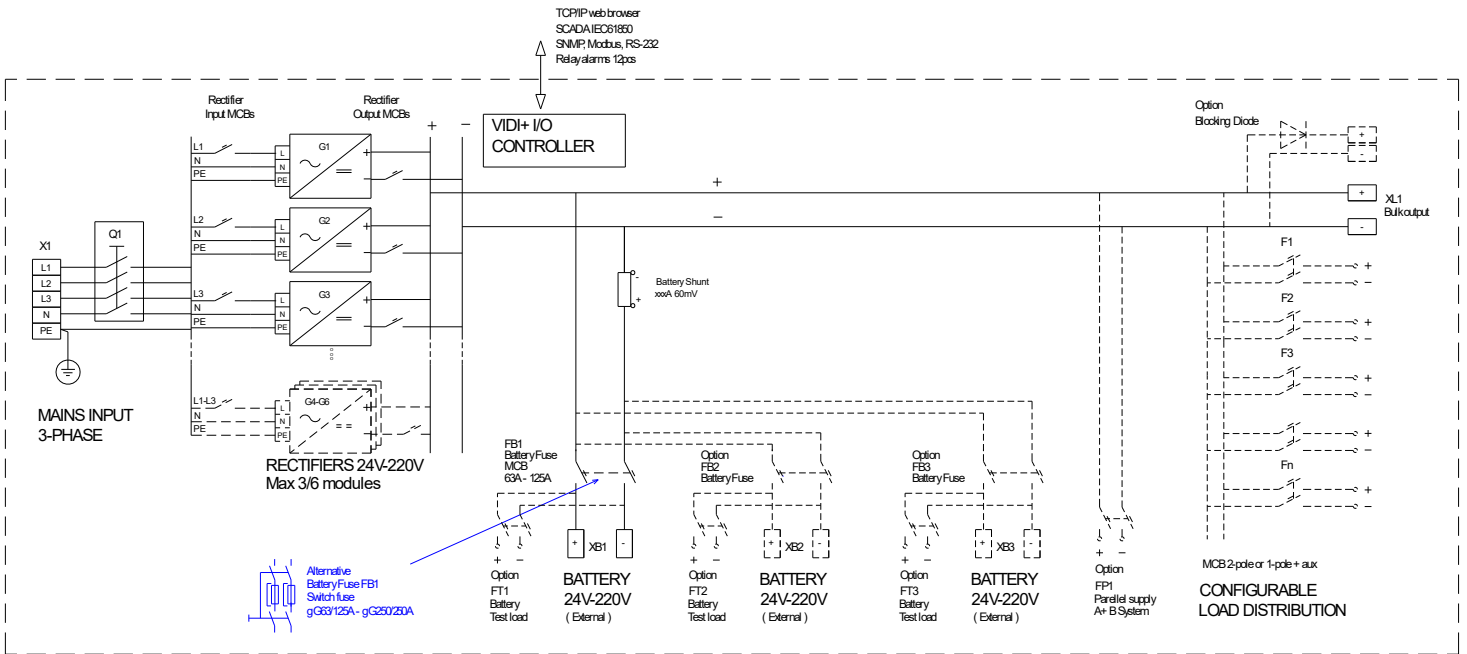 TCP/IP web browser
SCADA IEC61850
SNMP, Modbus, RS-232
Relay alarms 12pcs
Rectifier
Input MCBs
Rectifier
Output MCBs
+
−
VIDI+ I/O
CONTROLLER
Option
Blocking Diode
+
-
L1
N
PE
L
N
PE
G1
+
−
+
−
+
-
XL1
Bulk output
L2
N
PE
L
N
PE
G2
+
−
X1
Q1
L1
L2
L3
N
PE
L3
N
PE
L
N
PE
G3
+
−
-
+
Battery Shunt
xxxA 60mV
F1
+
−
F2
+
−
F3
+
−
+
−
Fn
+
−
MAINS INPUT
3-PHASE
L1-L3
N
PE
L
N
PE
G4-G6
+
−
RECTIFIERS 24V-220V
Max 3/6 modules
FB1
Battery Fuse
MCB
63A - 125A
Option
FB2
Battery Fuse
Option
FB3
Battery Fuse
+
−
+
XB1
-
+
−
+
XB2
-
+
−
+
XB3
-
+
−
Alternative
Battery Fuse FB1
Switch fuse
gG63/125A - gG250/250A
Option
FT1
Battery
Test load
BATTERY
24V-220V
( External )
Option
FT2
Battery
Test load
BATTERY
24V-220V
( External )
Option
FT3
Battery
Test load
BATTERY
24V-220V
( External )
Option
FP1
Parellel supply
A+ B System
MCB 2-pole or 1-pole + aux
CONFIGURABLE
LOAD DISTRIBUTION